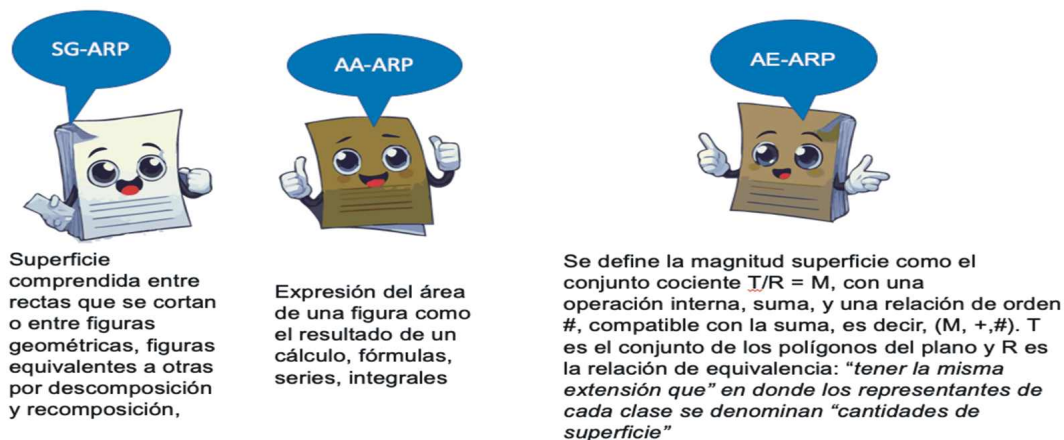 SG-ARP
AA-ARP
AE-ARP
Superficie
comprendida entre
rectas que se cortan
o entre figuras
geométricas, figuras
equivalentes a otras
por descomposición
y recomposición,
Expresión del área
de una figura como
el resultado de un
cálculo, fórmulas,
series, integrales
Se define la magnitud superficie como el
conjunto cociente T/R = M, con una
operación interna, suma, y una relación de orden
#, compatible con la suma, es decir, (M, +,#). T
es el conjunto de los polígonos del plano y R es
la relación de equivalencia: “tener la misma
extensión que” en donde los representantes de
cada clase se denominan “cantidades de
superficie”